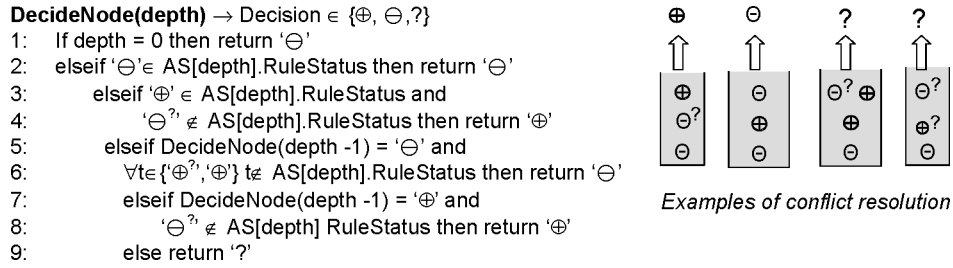 DecideNode(depth) → Decision ∈ {⊕, ⊖,?}
1: If depth = 0 then return ‘⊖’
2: elseif ‘⊖’∈ AS[depth].RuleStatus then return ‘⊖’
3: elseif ‘⊕’ ∈ AS[depth].RuleStatus and
4: ‘⊖?’ ∉ AS[depth].RuleStatus then return ‘⊕’
5: elseif DecideNode(depth -1) = ‘⊖’ and
6: ∀t∈{‘⊕?’,‘⊕’} t∉ AS[depth].RuleStatus then return ‘⊖’
7: elseif DecideNode(depth -1) = ‘⊕’ and
8: ‘⊖?’ ∉ AS[depth] RuleStatus then return ‘⊕’
9: else return ‘?’
⊕ ⊖ ? ?
⊕ ⊖ ⊖? ⊕ ⊖?
⊖? ⊕ ⊕ ⊕?
⊖ ⊖ ⊖ ⊖
Examples of conflict resolution